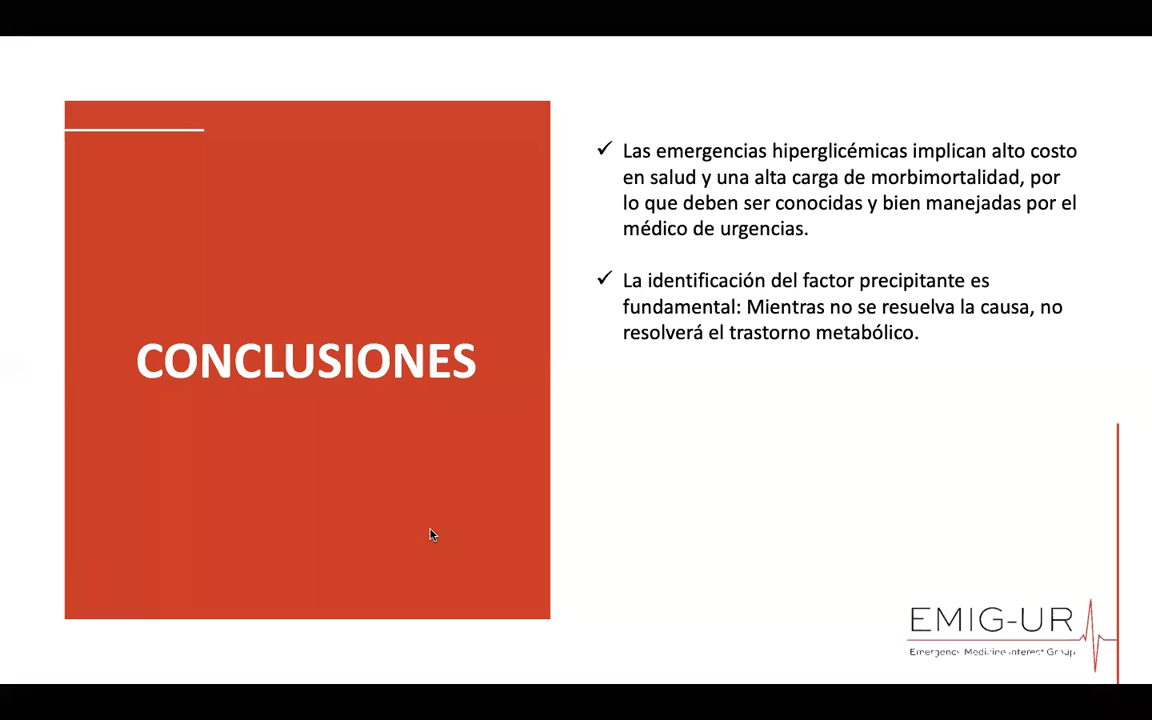 CONCLUSIONES
✓ Las emergencias hiperglicémicas implican alto costo
en salud y una alta carga de morbimortalidad, por
lo que deben ser conocidas y bien manejadas por el
médico de urgencias.
✓ La identificación del factor precipitante es
fundamental: Mientras no se resuelva la causa, no
resolverá el trastorno metabólico.
EMIG-UR
Emergency Medicine Interest Group